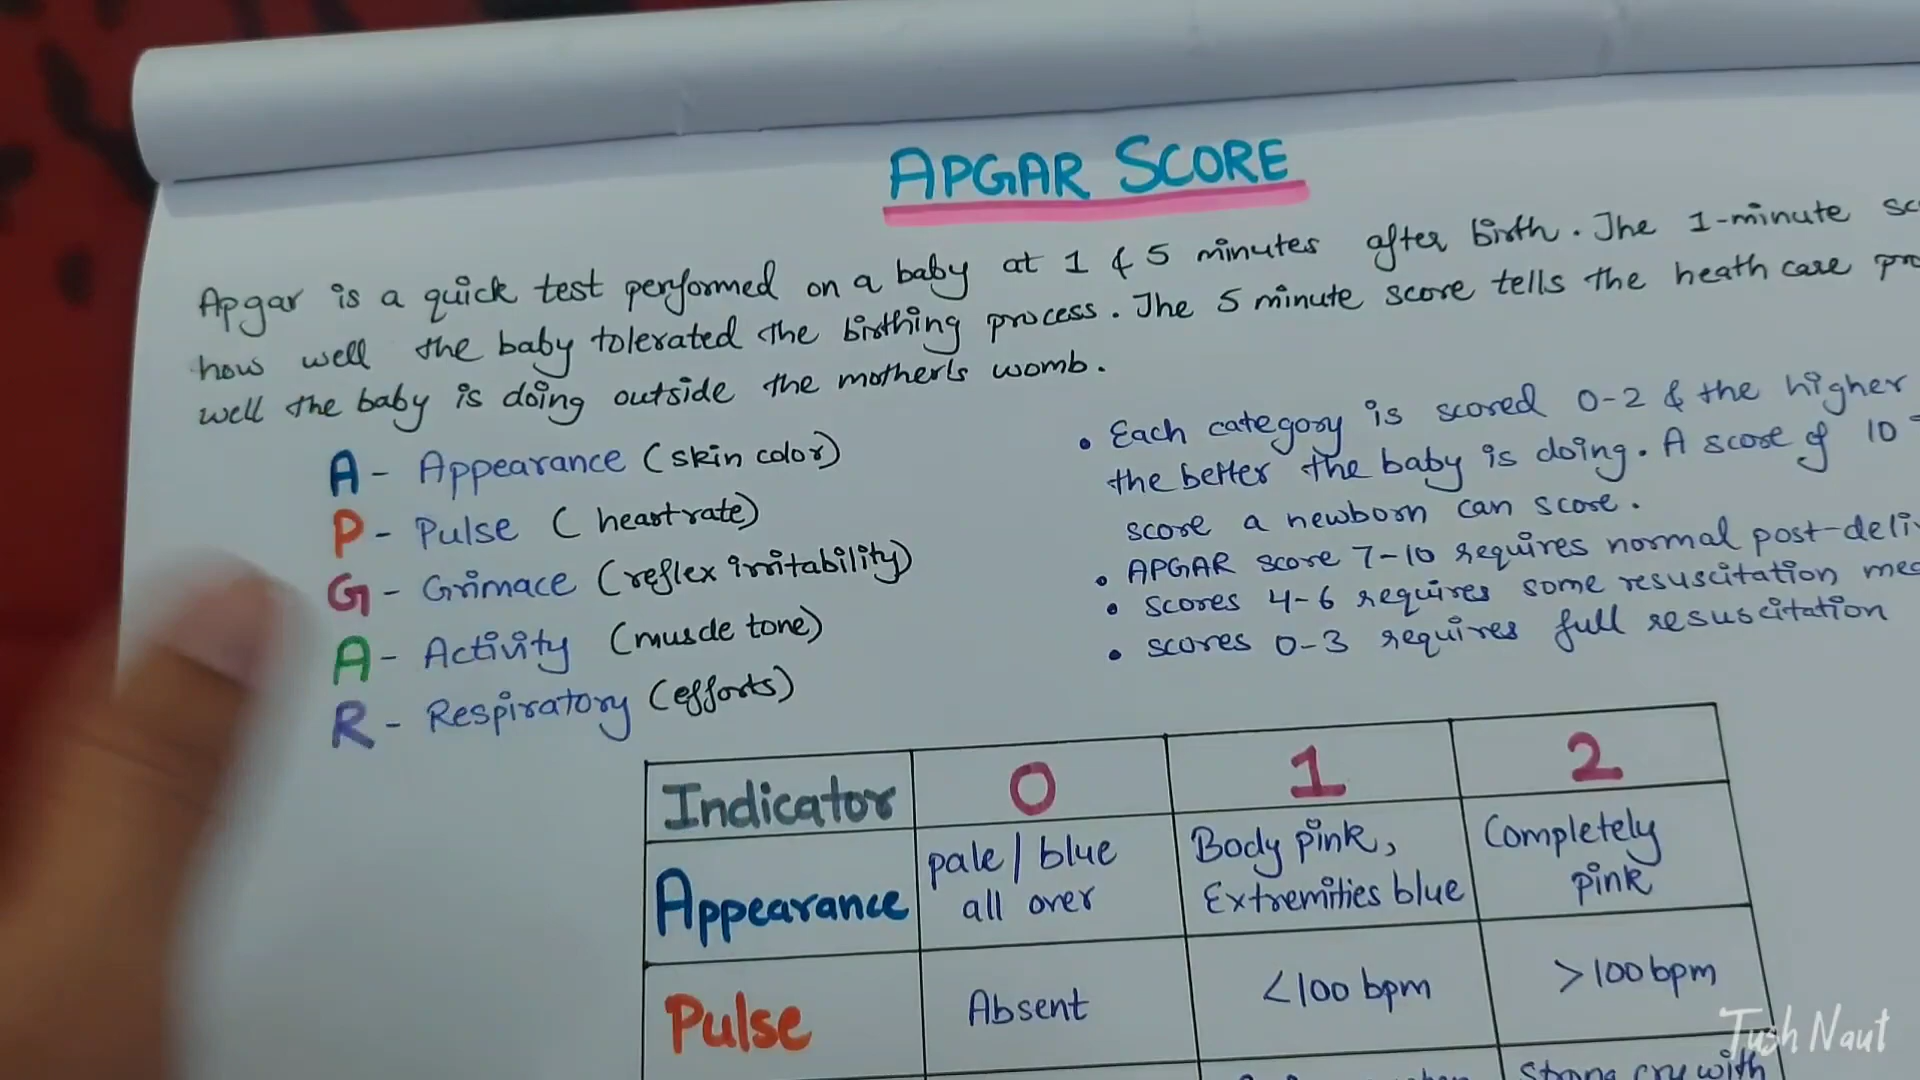 APGAR SCORE
Apgar is a quick test performed on a baby at 1 & 5 minutes after birth. The 1-minute
how well the baby tolerated the birthing process. The 5 minute score tells the heath care
well the baby is doing outside the mother's womb.
A - Appearance (skin color)
P - Pulse (heart rate)
G - Grimace (reflex irritability)
A - Activity (muscle tone)
R - Respiratory (efforts)
• Each category is scored 0-2 & the higher
the better the baby is doing. A score of 10
score a newborn can score.
• APGAR score 7-10 requires normal post-deli
• scores 4-6 requires some resuscitation
• scores 0-3 requires full resuscitation
Indicator 0 1 2
Appearance pale/blue all over Body pink, Extremities blue Completely pink
Pulse Absent <100 bpm >100 bpm
Strong cry with
Tush Naut